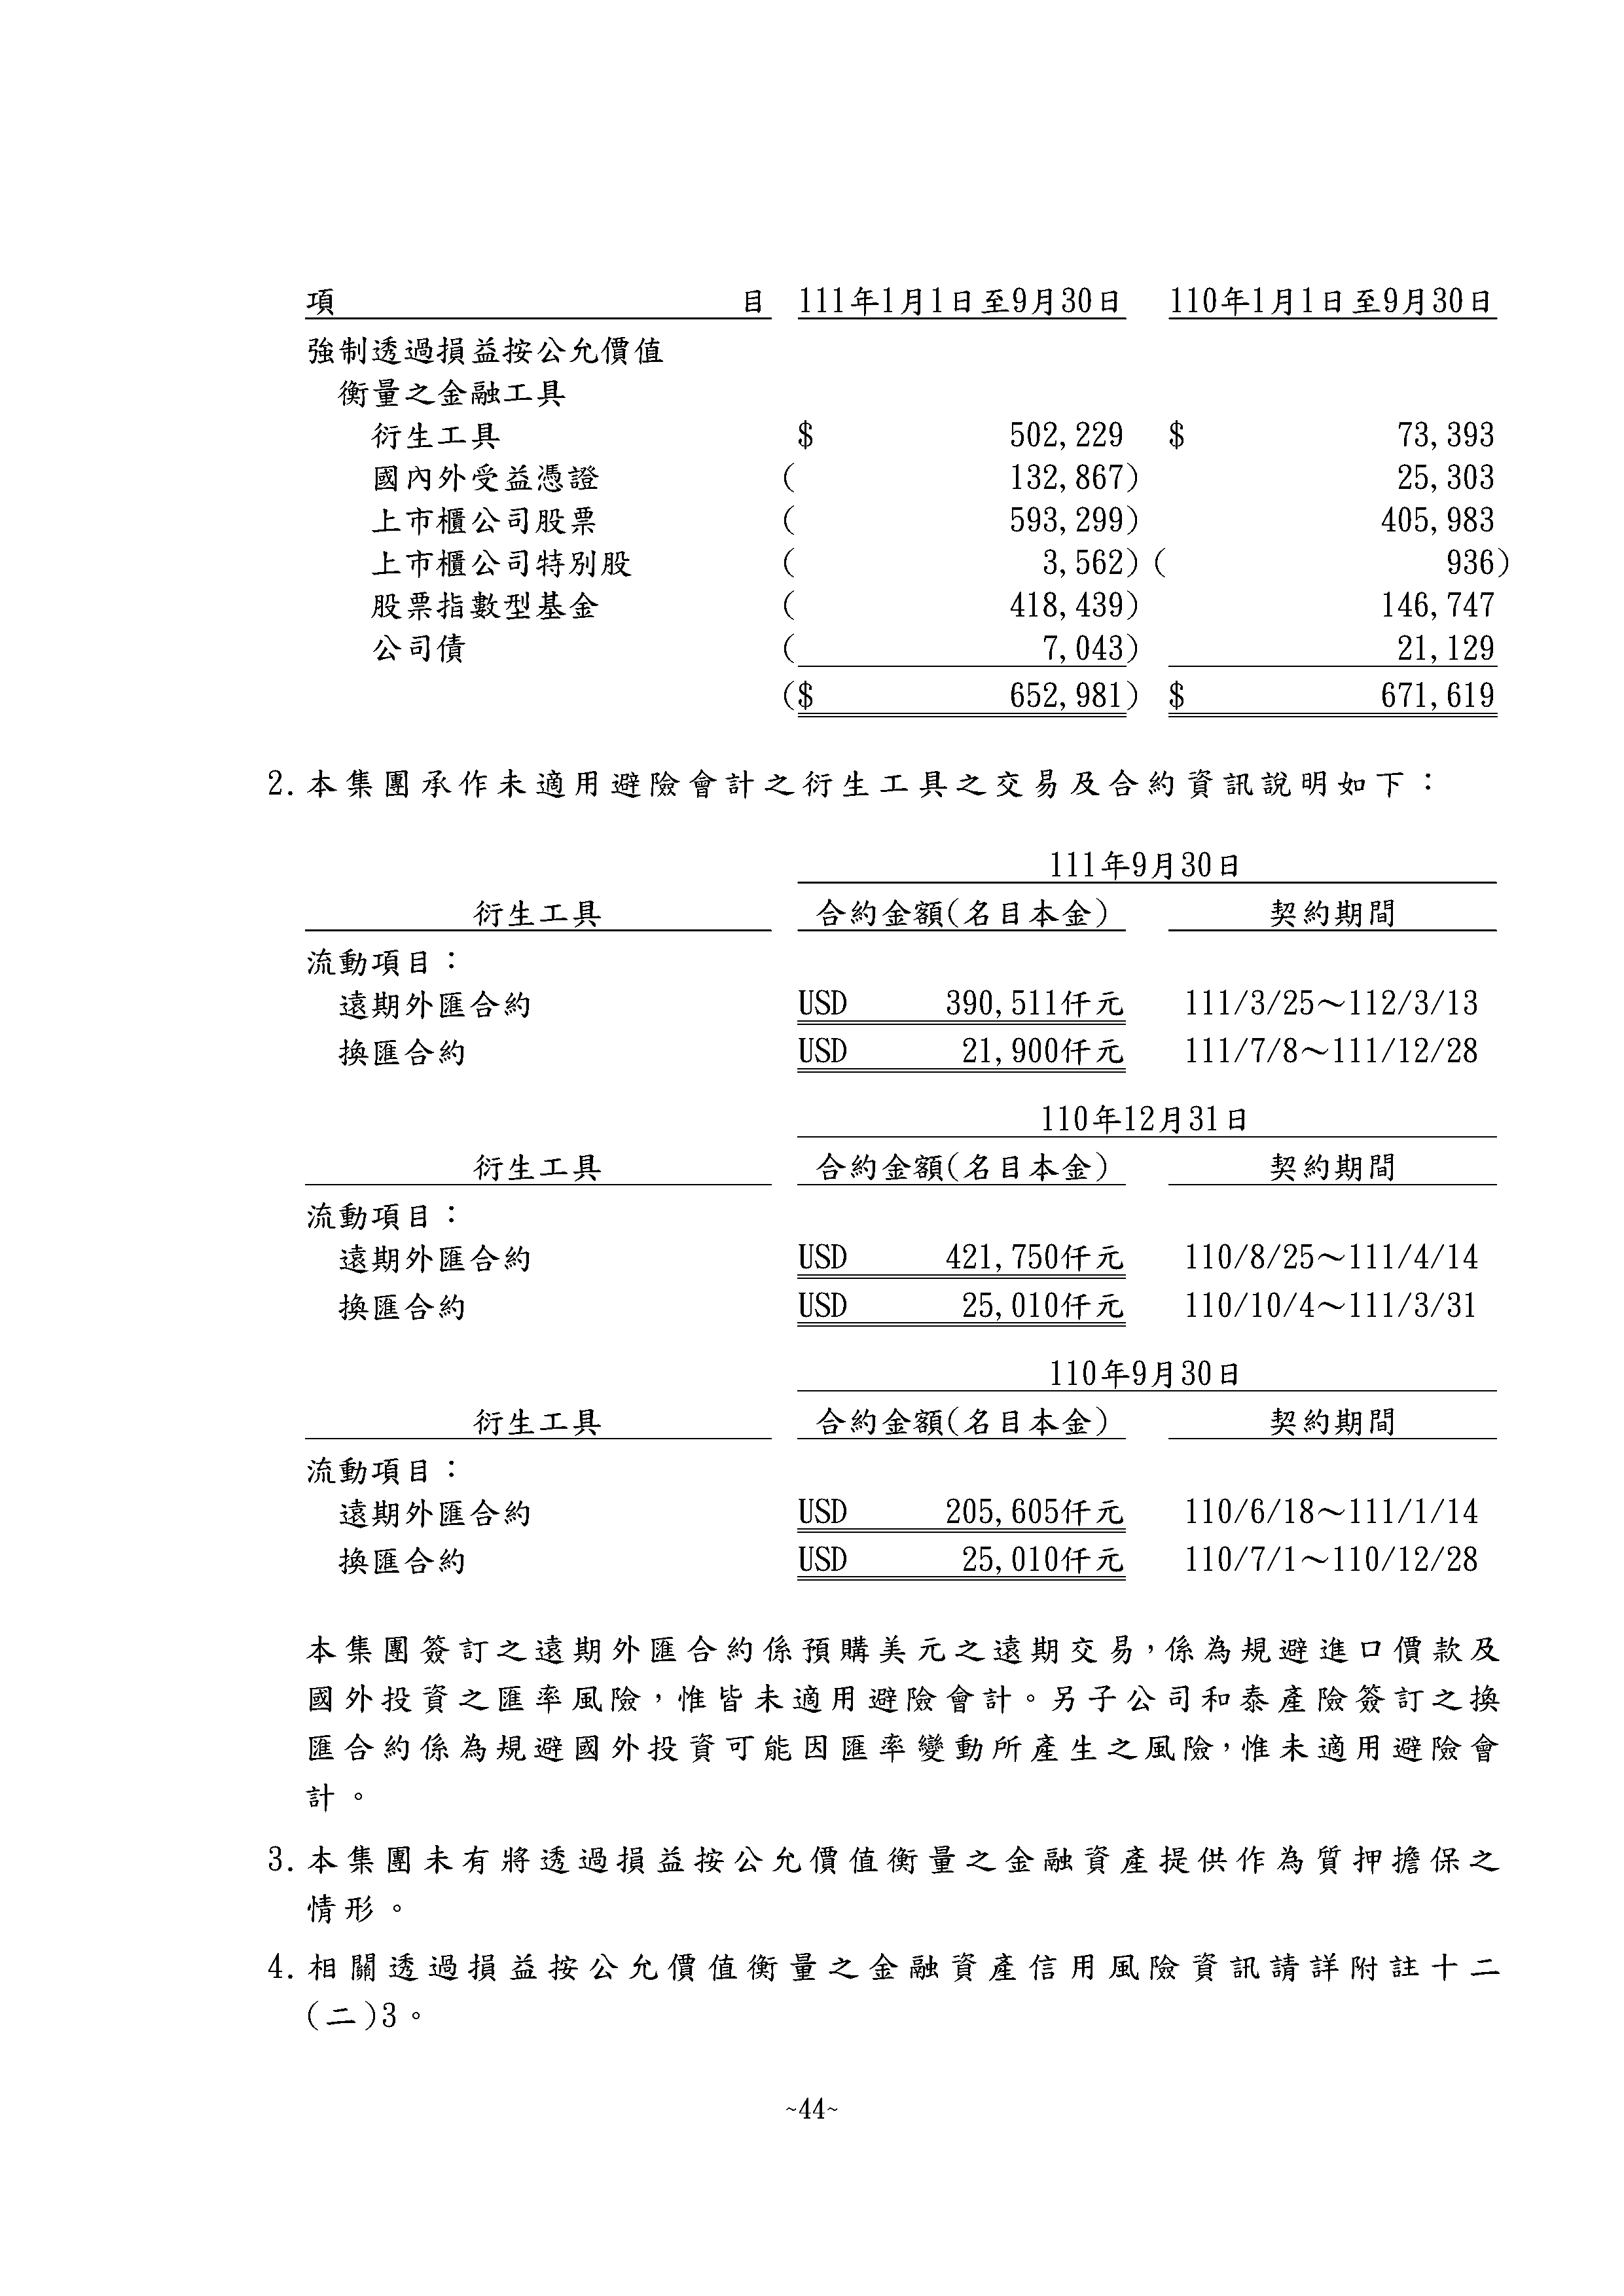 項 目 111年1月1日至9月30日 110年1月1日至9月30日
強制透過損益按公允價值
衡量之金融工具
衍生工具 $ 502,229 $ 73,393
國內外受益憑證 ( 132,867) 25,303
上市櫃公司股票 ( 593,299) 405,983
上市櫃公司特別股 ( 3,562) ( 936)
股票指數型基金 ( 418,439) 146,747
公司債 ( 7,043) 21,129
($ 652,981) $ 671,619
2.本集團承作未適用避險會計之衍生工具之交易及合約資訊說明如下：
111年9月30日
衍生工具 合約金額(名目本金) 契約期間
流動項目：
遠期外匯合約 USD 390,511仟元 111/3/25～112/3/13
換匯合約 USD 21,900仟元 111/7/8～111/12/28
110年12月31日
衍生工具 合約金額(名目本金) 契約期間
流動項目：
遠期外匯合約 USD 421,750仟元 110/8/25～111/4/14
換匯合約 USD 25,010仟元 110/10/4～111/3/31
110年9月30日
衍生工具 合約金額(名目本金) 契約期間
流動項目：
遠期外匯合約 USD 205,605仟元 110/6/18～111/1/14
換匯合約 USD 25,010仟元 110/7/1～110/12/28
本集團簽訂之遠期外匯合約係預購美元之遠期交易，係為規避進口價款及
國外投資之匯率風險，惟皆未適用避險會計。另子公司和泰產險簽訂之換
匯合約係為規避國外投資可能因匯率變動所產生之風險，惟未適用避險會
計。
3.本集團未有將透過損益按公允價值衡量之金融資產提供作為質押擔保之
情形。
4.相關透過損益按公允價值衡量之金融資產信用風險資訊請詳附註十二
(二)3。
~44~